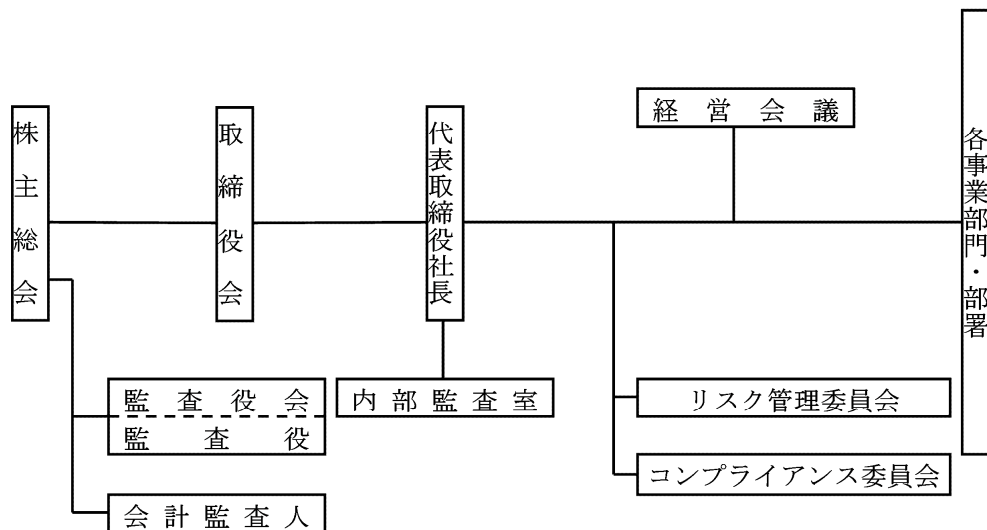 株主総会
取締役会
代表取締役社長
経営会議
各事業部門・部署
監査役会
監査役
内部監査室
リスク管理委員会
コンプライアンス委員会
会計監査人